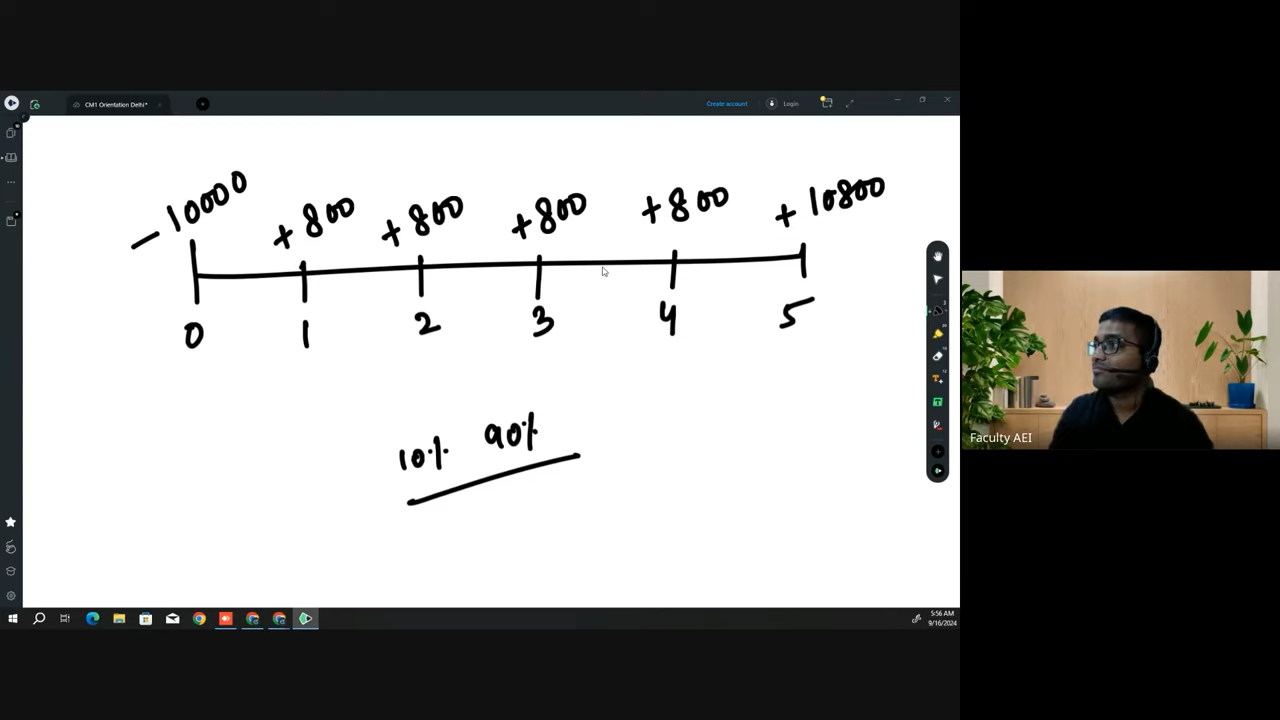 CM1 Orientation Delhi*
Create account
Login
- 10000
+ 800
+ 800
+ 800
+ 800
+ 10800
0 1 2 3 4 5
10% 90%
Faculty AEI
5:56 AM
9/16/2024